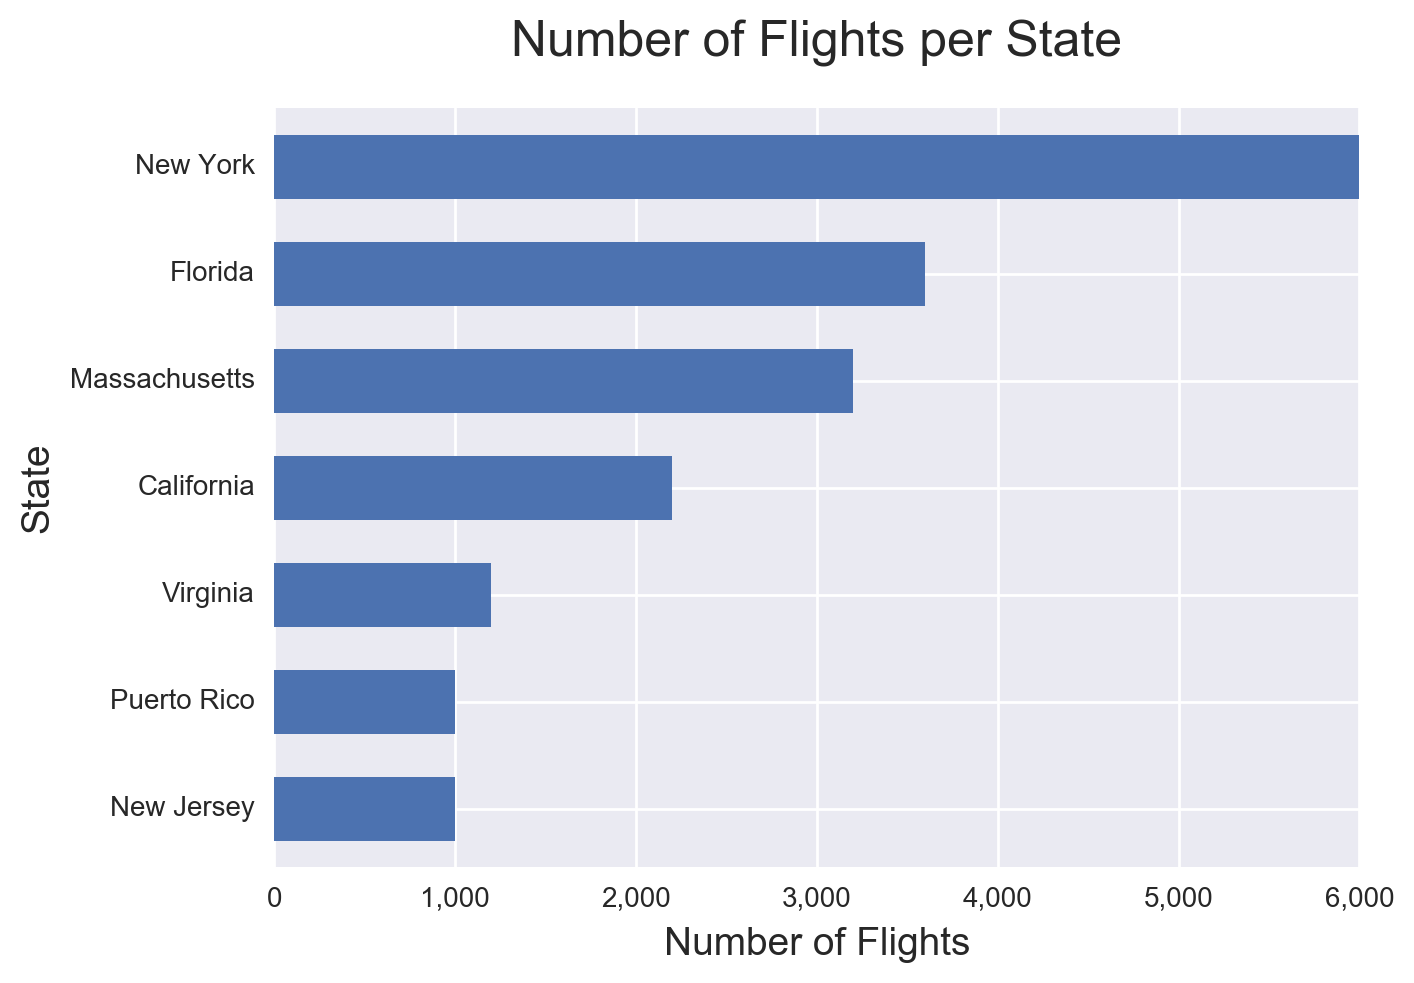 Number of Flights per State
New York
Florida
Massachusetts
California
Virginia
Puerto Rico
New Jersey
State
0 1,000 2,000 3,000 4,000 5,000 6,000
Number of Flights